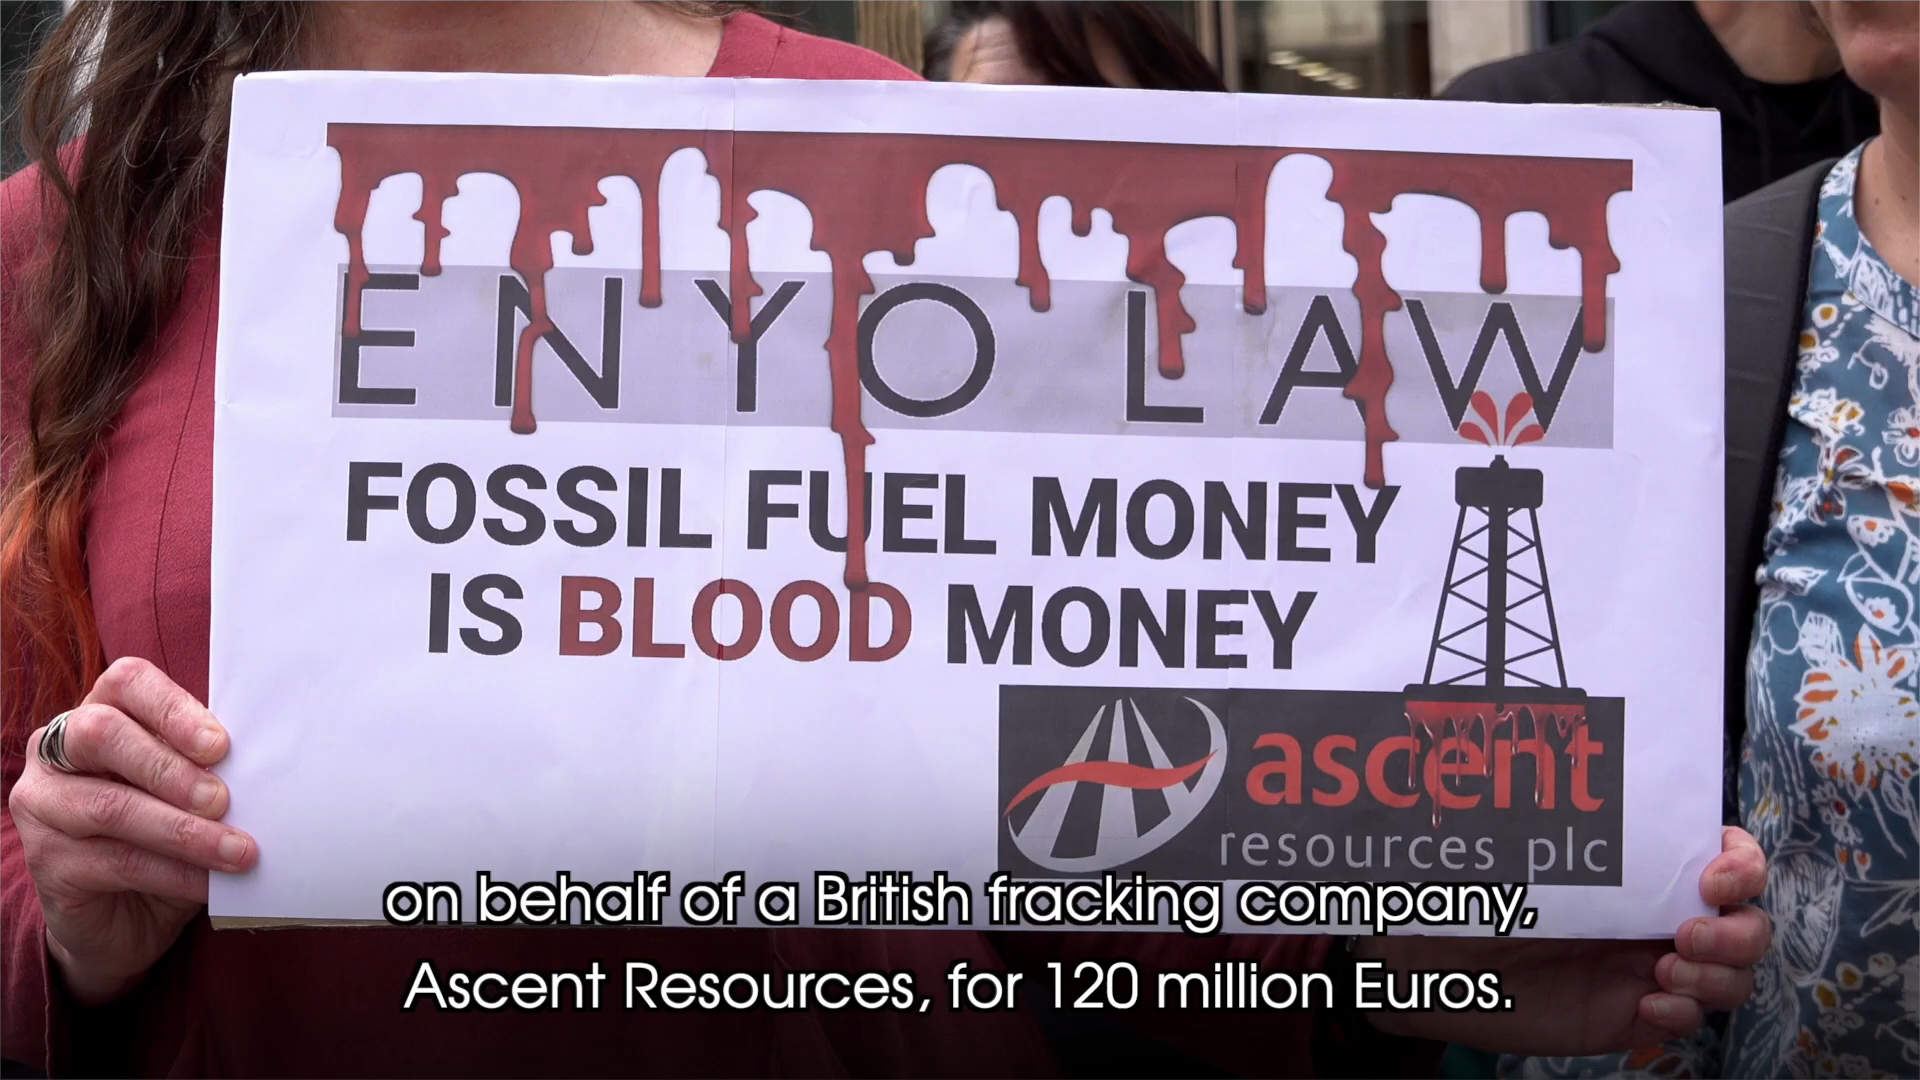 ENYO LAW
FOSSIL FUEL MONEY
IS BLOOD MONEY
ascent
resources plc
on behalf of a British fracking company,
Ascent Resources, for 120 million Euros.